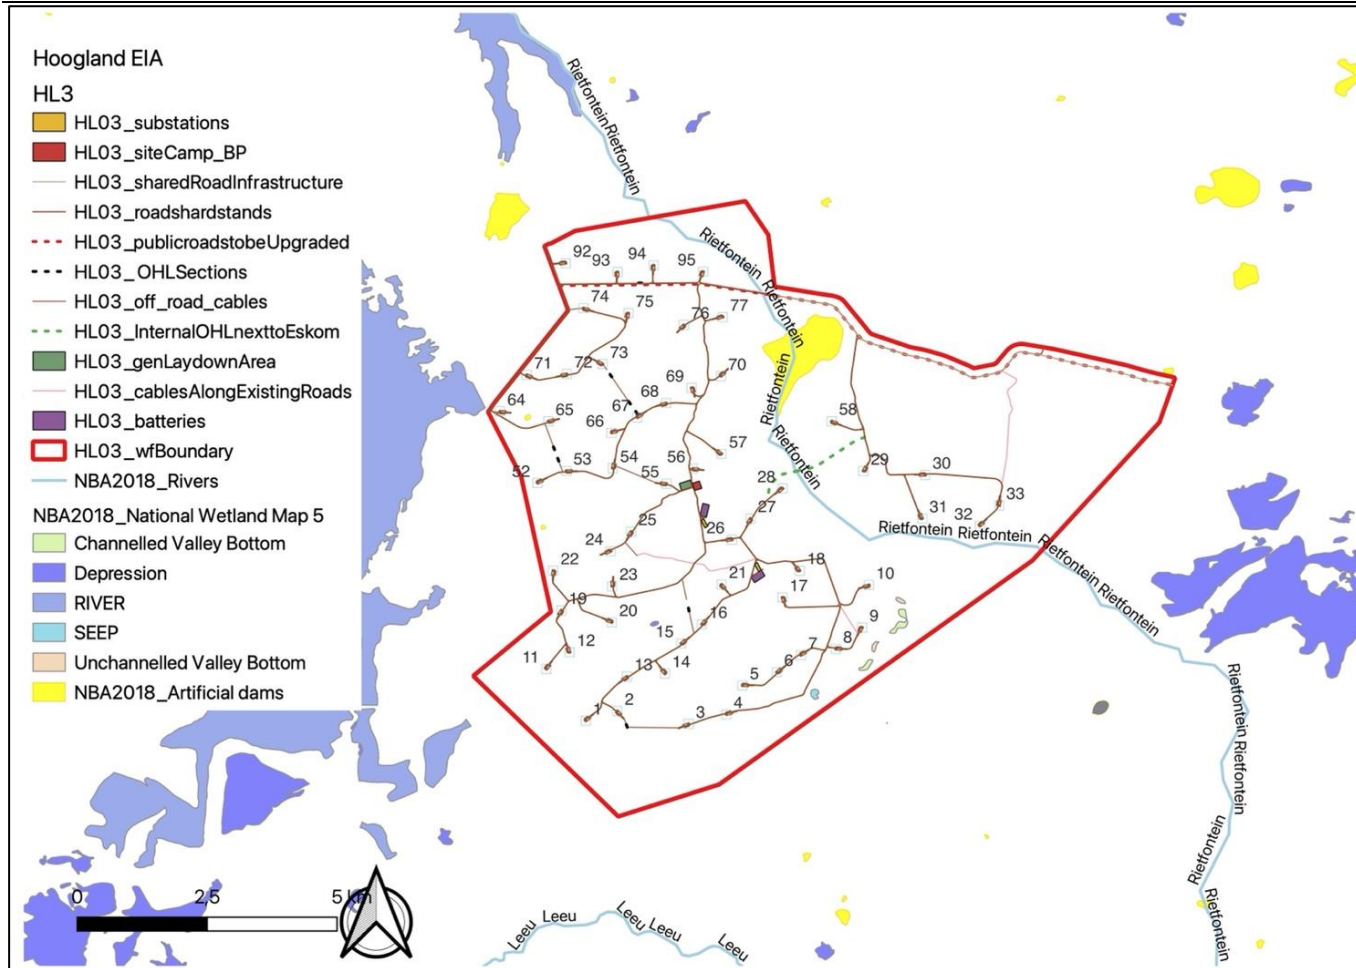 Hoogland EIA
HL3
HL03_substations
HL03_siteCamp_BP
HL03_sharedRoadInfrastructure
HL03_roadshardstands
HL03_publicroadstobeUpgraded
HL03_OHLSections
HL03_off_road_cables
HL03_InternalOHLnexttoEskom
HL03_genLaydownArea
HL03_cablesAlongExistingRoads
HL03_batteries
HL03_wfBoundary
NBA2018_Rivers
NBA2018_National Wetland Map 5
Channelled Valley Bottom
Depression
RIVER
SEEP
Unchannelled Valley Bottom
NBA2018_Artificial dams
0 2,5 5 km
Rietfontein
Rietfontein
Rietfontein
Rietfontein
Rietfontein
Rietfontein
Rietfontein
Rietfontein
Rietfontein
Rietfontein
Rietfontein
Rietfontein
Rietfontein
Rietfontein
92
93
94
95
74
75
76
77
73
71
72
70
69
68
67
66
64
65
58
57
56
55
54
53
52
28
29
30
31
32
33
27
26
25
24
22
23
21
18
17
10
19
20
16
9
8
7
6
5
12
11
15
14
13
1
2
3
4
Leeu
Leeu
Leeu
Leeu
Leeu